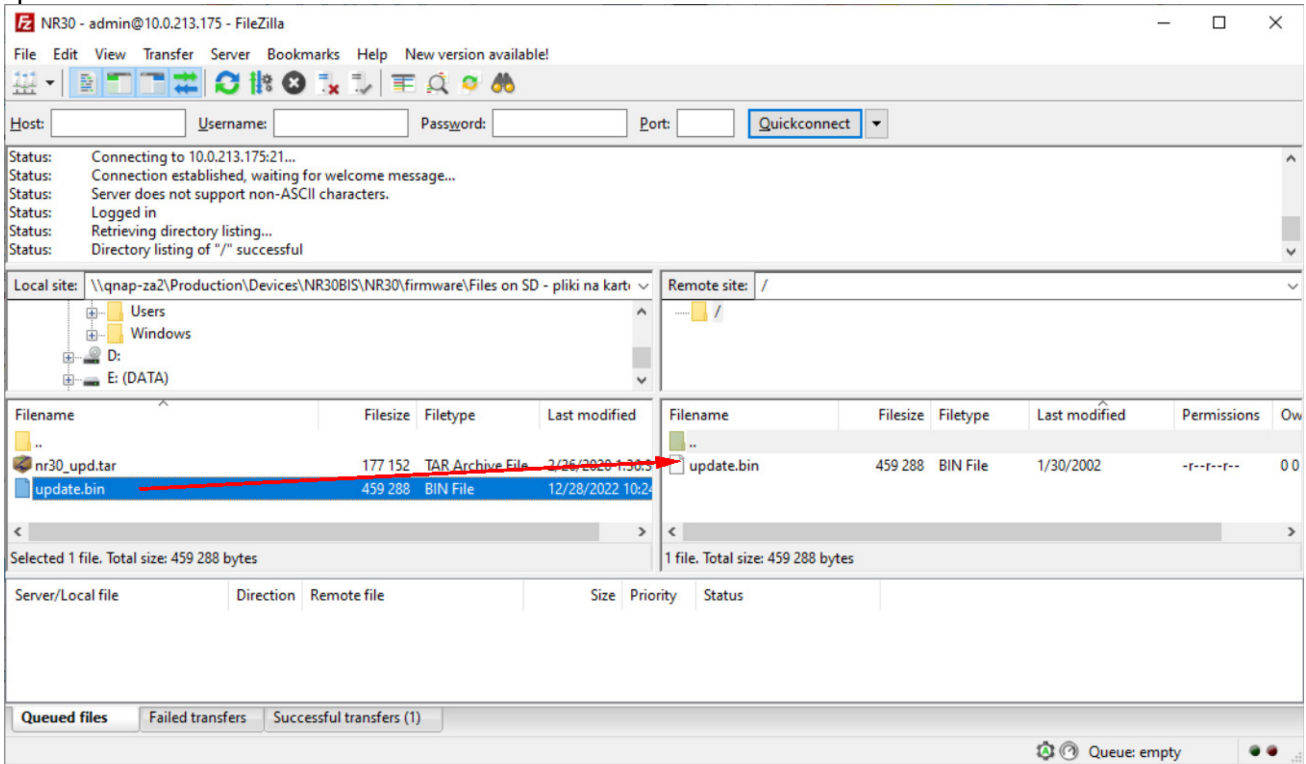 NR30 - admin@10.0.213.175 - FileZilla
File Edit View Transfer Server Bookmarks Help New version available!
Host: Username: Password: Port: Quickconnect
Status: Connecting to 10.0.213.175:21...
Status: Connection established, waiting for welcome message...
Status: Server does not support non-ASCII characters.
Status: Logged in
Status: Retrieving directory listing...
Status: Directory listing of "/" successful
Local site: \\qnap-za2\Production\Devices\NR30BIS\NR30\firmware\Files on SD - pliki na kart
Remote site: /
Users
Windows
D:
E: (DATA)
/
Filename Filesize Filetype Last modified
..
nr30_upd.tar 177 152 TAR Archive File 2/26/2020 1:30:3
update.bin 459 288 BIN File 12/28/2022 10:24
Selected 1 file. Total size: 459 288 bytes
Filename Filesize Filetype Last modified Permissions Ow
..
update.bin 459 288 BIN File 1/30/2002 -r--r--r-- 0 0
1 file. Total size: 459 288 bytes
Server/Local file Direction Remote file Size Priority Status
Queued files Failed transfers Successful transfers (1)
Queue: empty